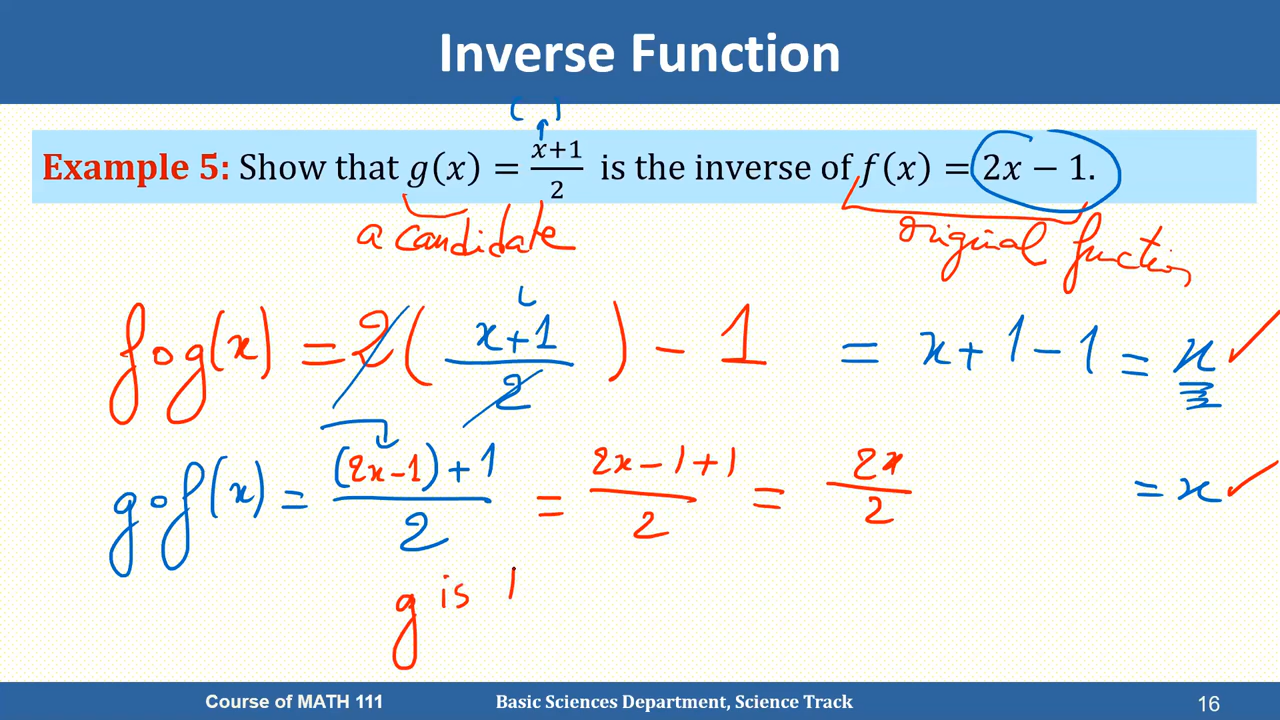 Inverse Function
( )
Example 5: Show that g(x) = x+1/2 is the inverse of f(x) = 2x − 1.
a candidate
original function
fog(x) = 2( x+1/2 ) − 1 = x+1−1 = x
gof(x) = (2x−1)+1/2 = 2x−1+1/2 = 2x/2 = x
g is
Course of MATH 111
Basic Sciences Department, Science Track
16